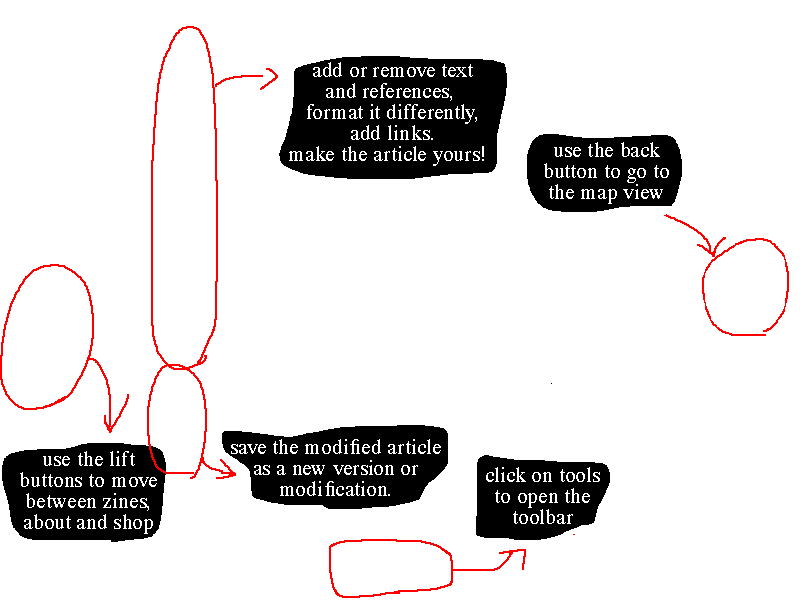 add or remove text
and references,
format it differently,
add links.
make the article yours!
use the back
button to go to
the map view
use the lift
buttons to move
between zines,
about and shop
save the modified article
as a new version or
modification.
click on tools
to open the
toolbar